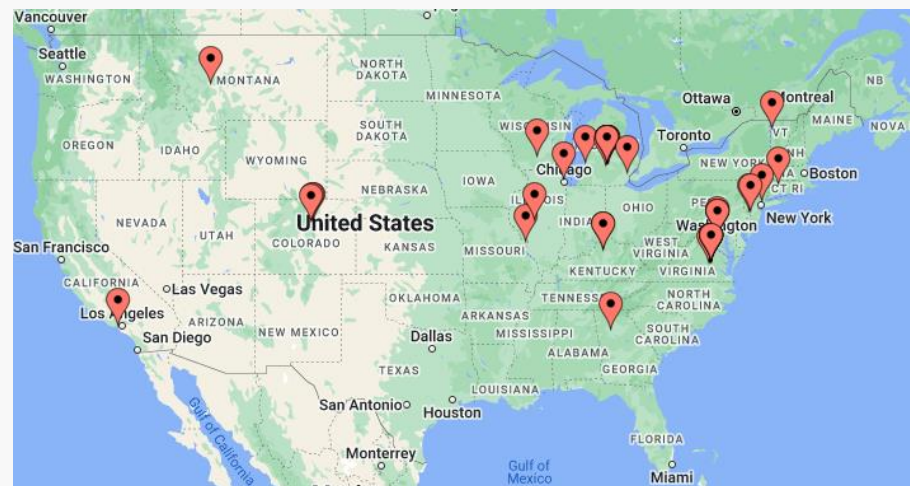 Vancouver
Seattle
WASHINGTON
MONTANA
NORTH
DAKOTA
MINNESOTA
Ottawa
Montreal
NB
MAINE
NOVA
VT
NH
OREGON
IDAHO
WYOMING
SOUTH
DAKOTA
WISCONSIN
Toronto
NEW YORK
MA
Boston
CT RI
Chicago
IOWA
NEBRASKA
ILLINOIS
INDIANA
OHIO
PE
New York
NEVADA
UTAH
COLORADO
United States
KANSAS
MISSOURI
WEST
VIRGINIA
Washington
San Francisco
CALIFORNIA
Las Vegas
KENTUCKY
VIRGINIA
Los Angeles
ARIZONA
NEW MEXICO
OKLAHOMA
ARKANSAS
TENNESS
NORTH
CAROLINA
San Diego
Dallas
MISSISSIPPI
SOUTH
CAROLINA
ALABAMA
GEORGIA
TEXAS
LOUISIANA
San Antonio
Houston
Gulf of
California
FLORIDA
Monterrey
Gulf of
Mexico
Miami